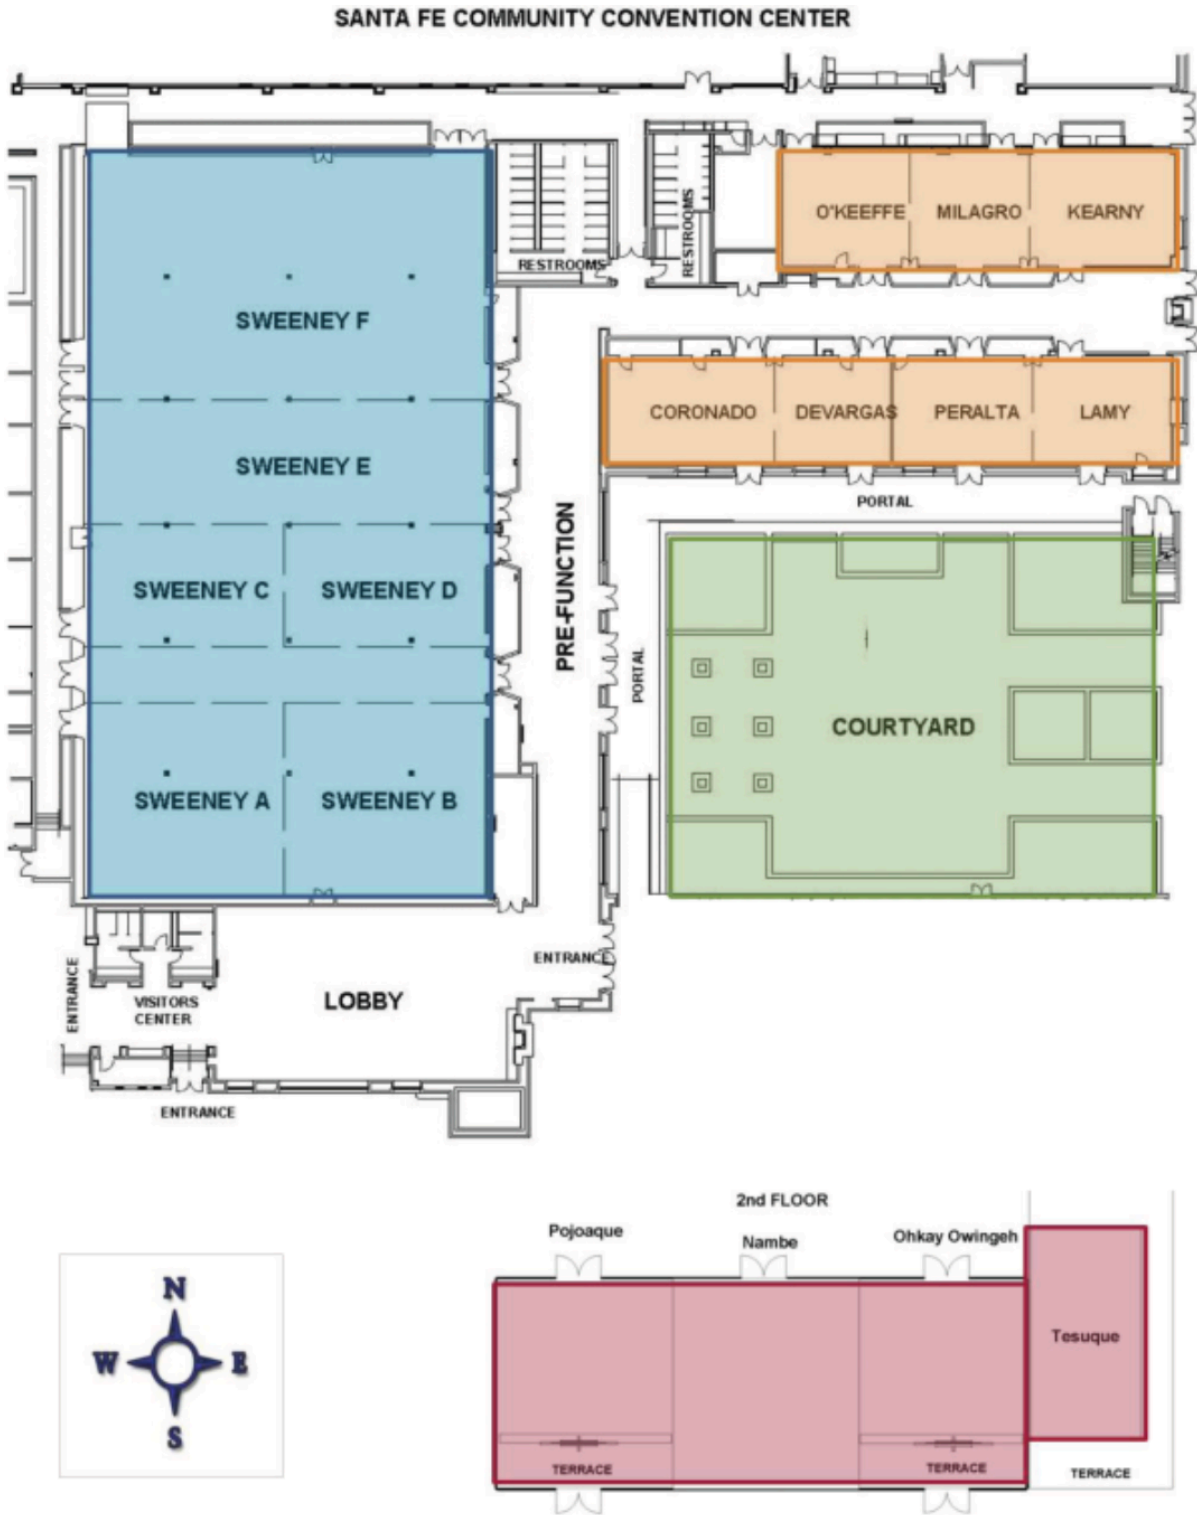 SANTA FE COMMUNITY CONVENTION CENTER
O'KEEFFE
MILAGRO
KEARNY
RESTROOMS
RESTROOMS
SWEENEY F
CORONADO
DEVARGAS
PERALTA
LAMY
SWEENEY E
PORTAL
PRE-FUNCTION
SWEENEY C
SWEENEY D
PORTAL
COURTYARD
SWEENEY A
SWEENEY B
ENTRANCE
ENTRANCE
VISITORS
CENTER
LOBBY
ENTRANCE
2nd FLOOR
Pojoaque
Nambe
Ohkay Owingeh
Tesuque
TERRACE
TERRACE
TERRACE
N
W
E
S